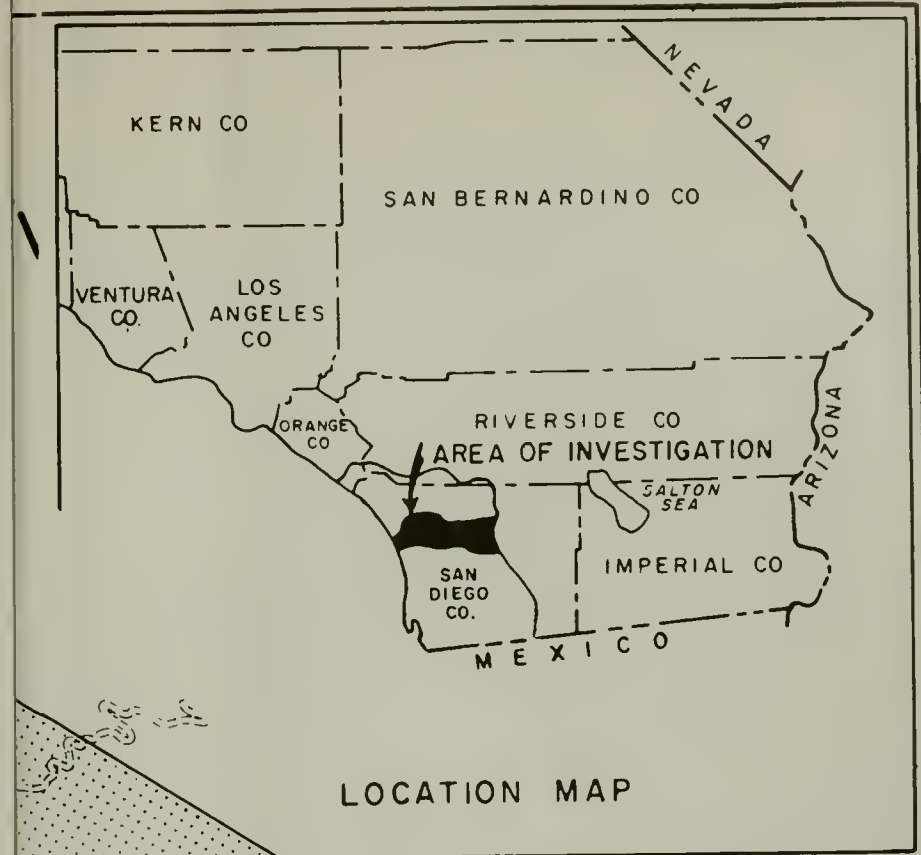 NEVADA
KERN CO
SAN BERNARDINO CO
VENTURA
CO.
LOS
ANGELES
CO
ORANGE
CO
RIVERSIDE CO
ARIZONA
AREA OF INVESTIGATION
SALTON
SEA
IMPERIAL CO
SAN
DIEGO
CO.
MEXICO
LOCATION MAP